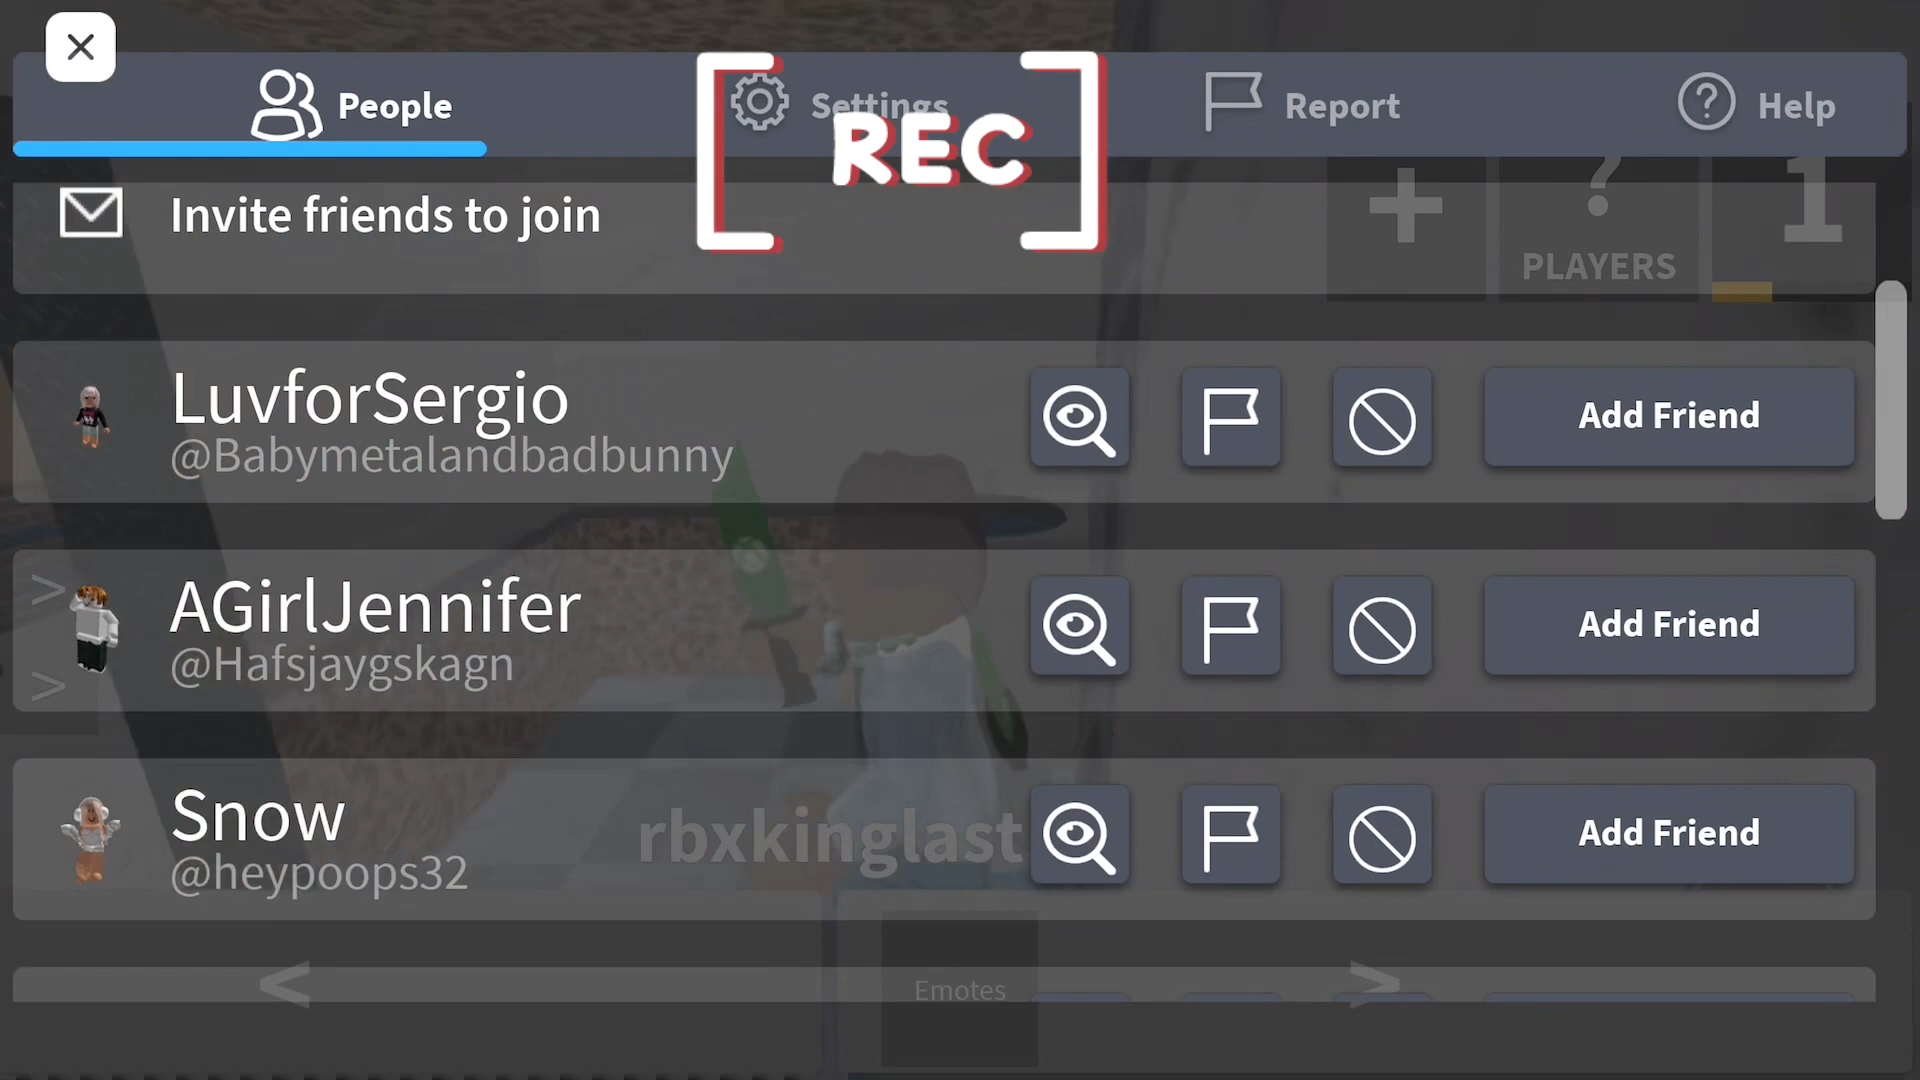 People
Settings
Report
Help
REC
Invite friends to join
+
?
1
PLAYERS
LuvforSergio
@Babymetalandbadbunny
Add Friend
>
AGirlJennifer
@Hafsjaygskagn
Add Friend
>
Snow
@heypoops32
rbxkinglast
Add Friend
<
Emotes
>